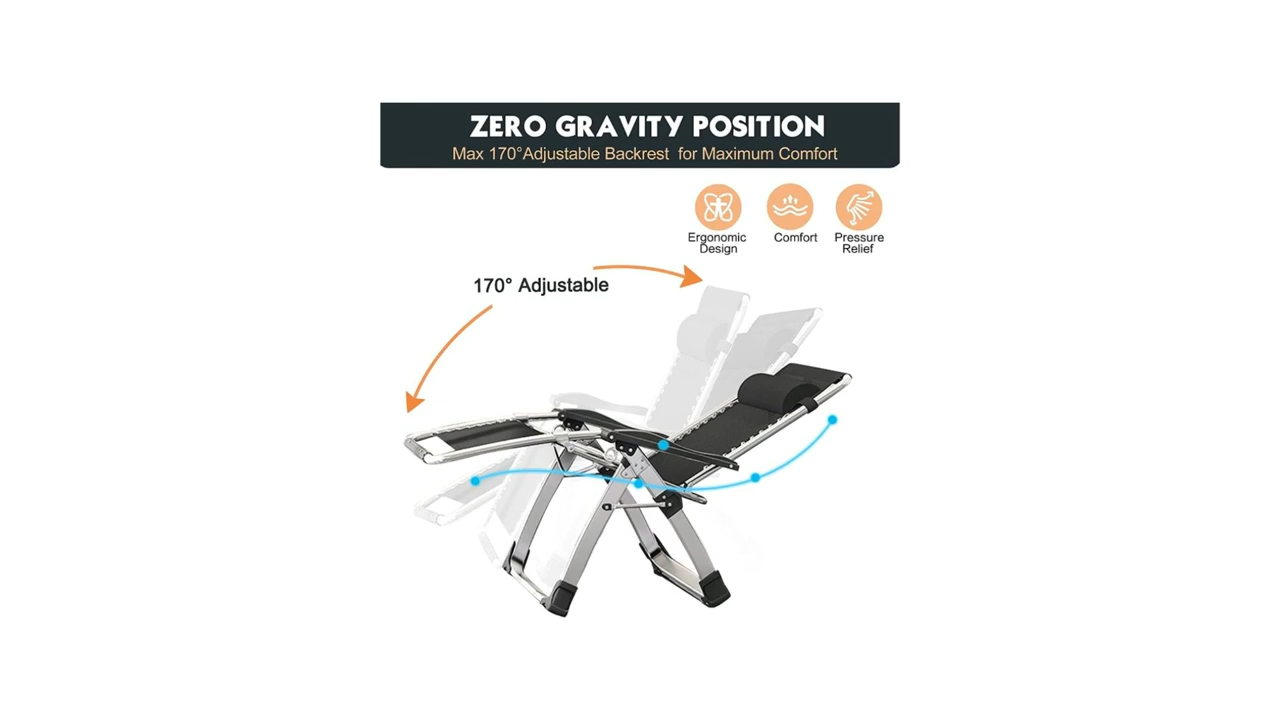 ZERO GRAVITY POSITION
Max 170°Adjustable Backrest for Maximum Comfort
Ergonomic
Design
Comfort
Pressure
Relief
170° Adjustable